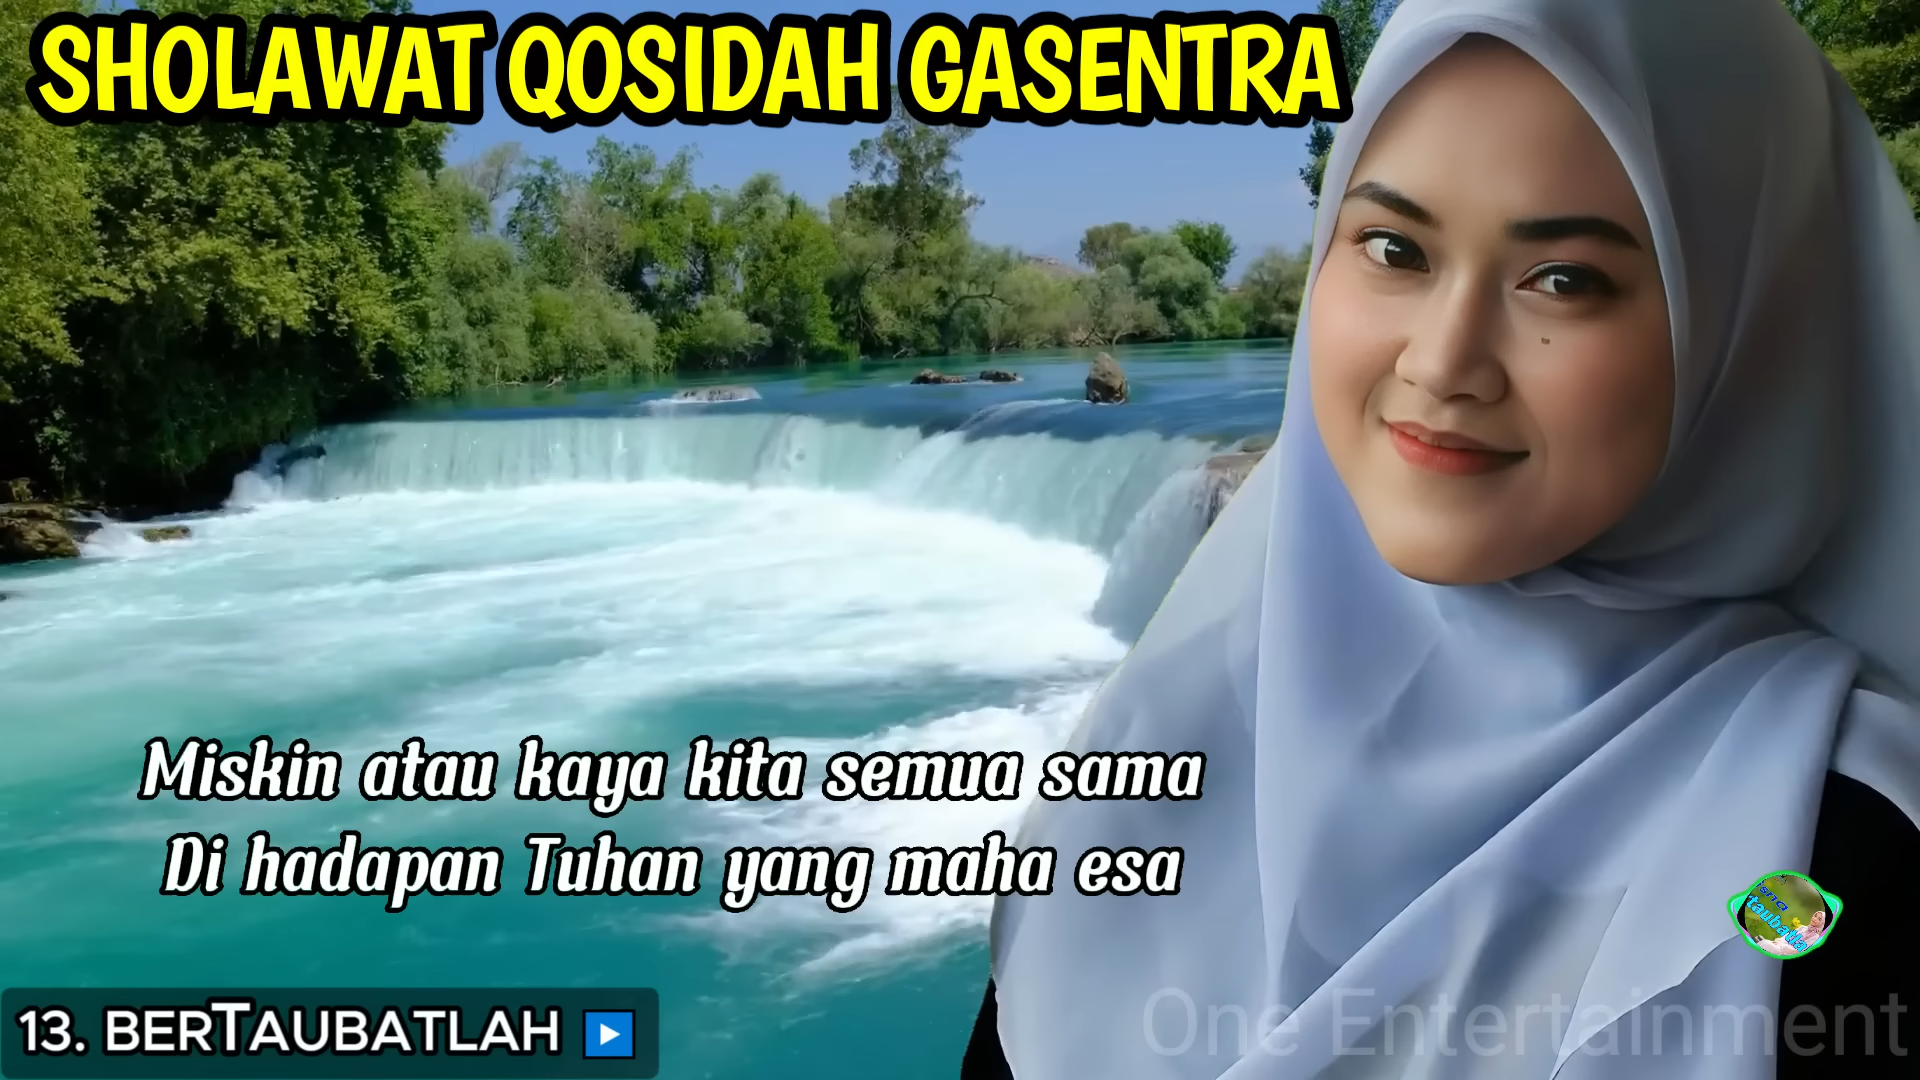 SHOLAWAT QOSIDAH GASENTRA
Miskin atau kaya kita semua sama
Di hadapan Tuhan yang maha esa
13. BERTAUBATLAH
One Entertainment